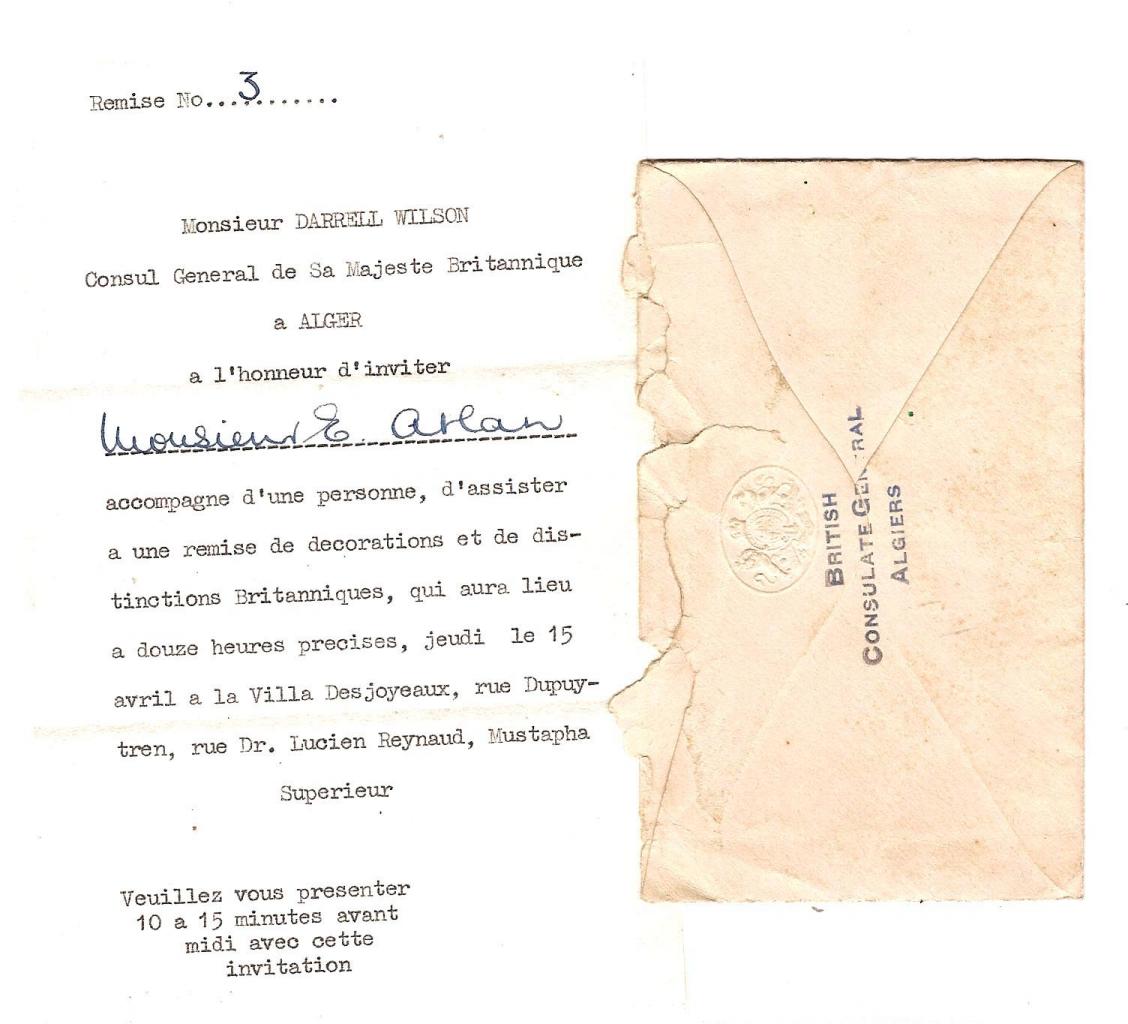 Remise No...3.........
Monsieur DARRELL WILSON
Consul General de Sa Majeste Britannique
a ALGER
a l'honneur d'inviter
Monsieur E. Atlan
accompagne d'une personne, d'assister
a une remise de decorations et de dis-
tinctions Britanniques, qui aura lieu
a douze heures precises, jeudi le 15
avril a la Villa Desjoyeaux, rue Dupuy-
tren, rue Dr. Lucien Reynaud, Mustapha
Superieur
Veuillez vous presenter
10 a 15 minutes avant
midi avec cette
invitation
BRITISH
CONSULATE GENERAL
ALGIERS